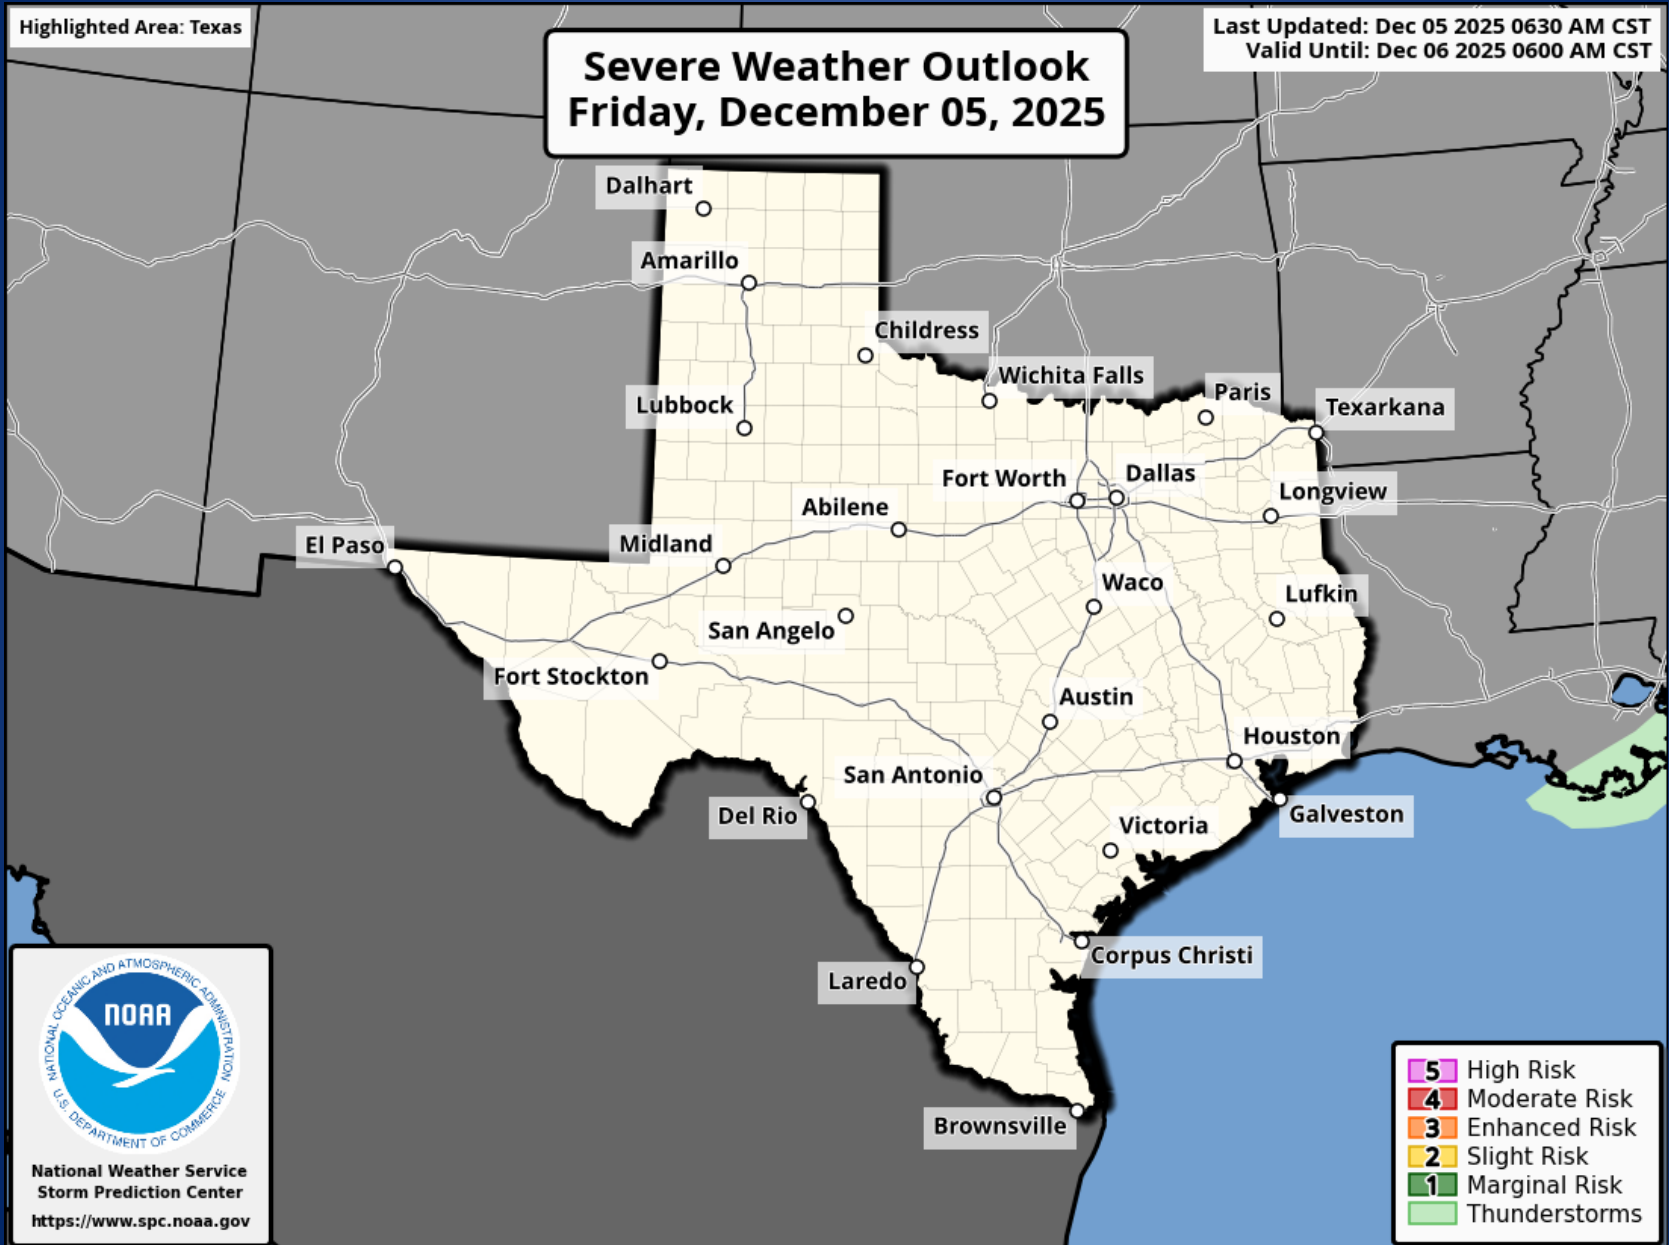 Highlighted Area: Texas
Severe Weather Outlook
Friday, December 05, 2025
Last Updated: Dec 05 2025 0630 AM CST
Valid Until: Dec 06 2025 0600 AM CST
Dalhart
Amarillo
Childress
Wichita Falls
Paris
Texarkana
Lubbock
Fort Worth
Dallas
Longview
Abilene
El Paso
Midland
Waco
Lufkin
San Angelo
Fort Stockton
Austin
Houston
San Antonio
Del Rio
Galveston
Victoria
Corpus Christi
Laredo
Brownsville
NATIONAL OCEANIC AND ATMOSPHERIC ADMINISTRATION
NOAA
U.S. DEPARTMENT OF COMMERCE
National Weather Service
Storm Prediction Center
https://www.spc.noaa.gov
5 High Risk
4 Moderate Risk
3 Enhanced Risk
2 Slight Risk
1 Marginal Risk
Thunderstorms